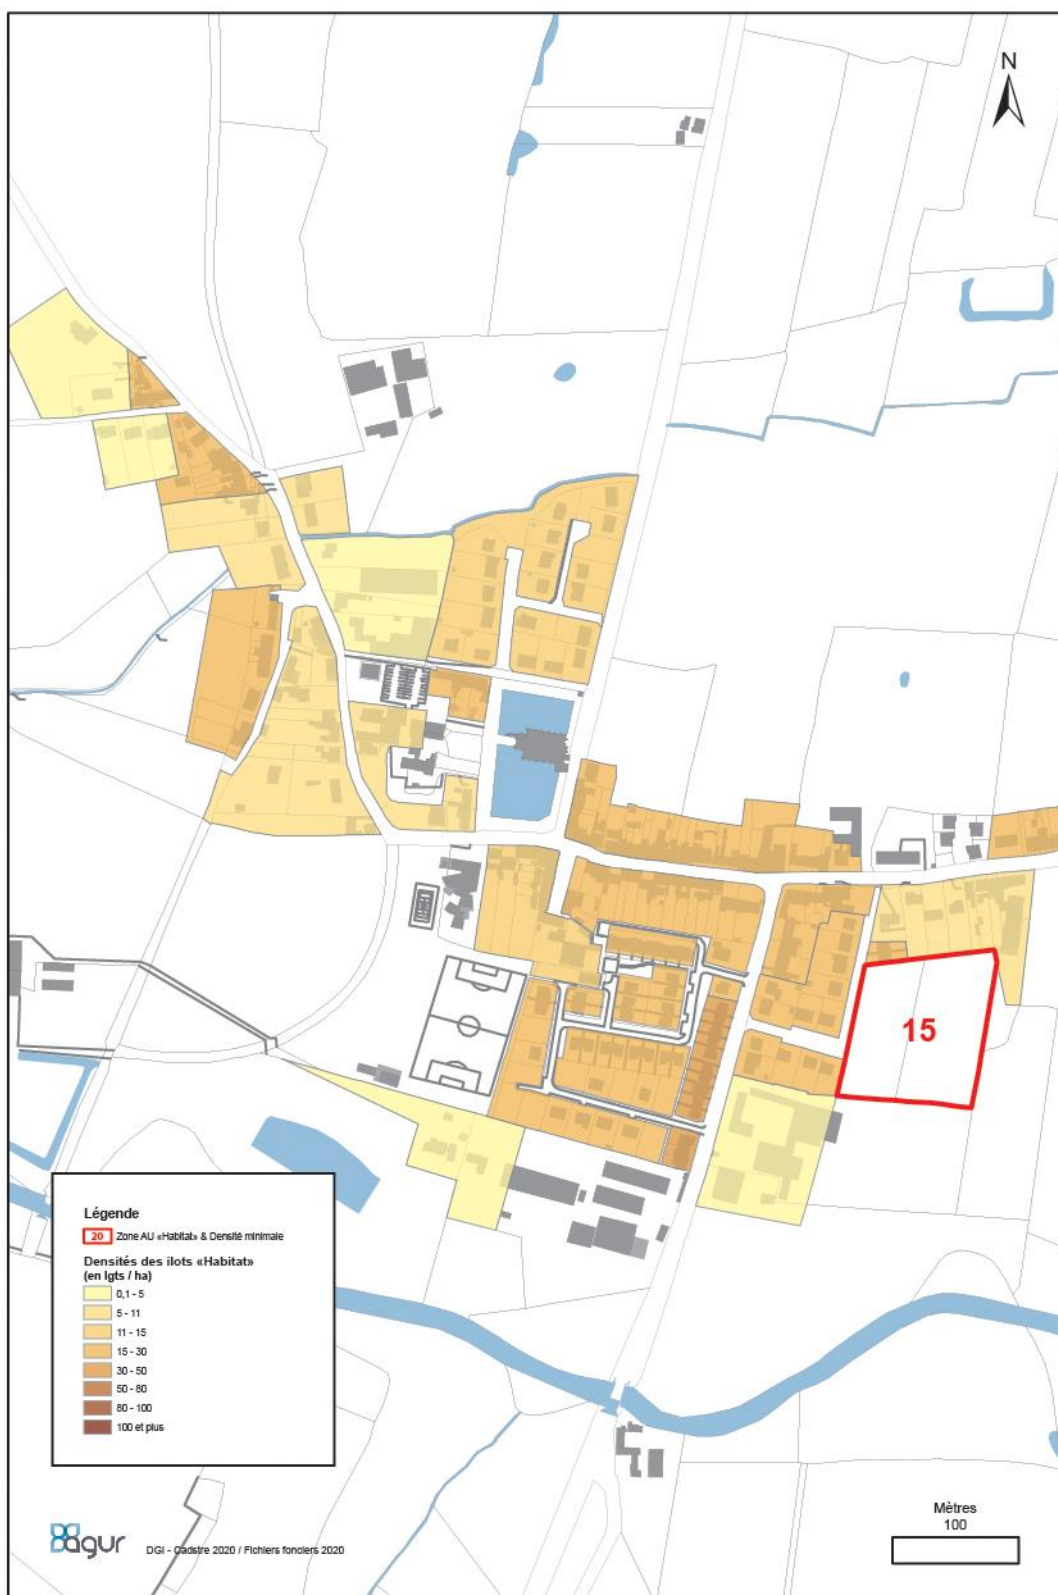 N
15
Légende
20 Zone AU «Habitat» & Densité minimale
Densités des ilots «Habitat»
(en lgts / ha)
0,1 - 5
5 - 11
11 - 15
15 - 30
30 - 50
50 - 80
80 - 100
100 et plus
agur
DGI - Cadstre 2020 / Fichiers fonciers 2020
Mètres
100